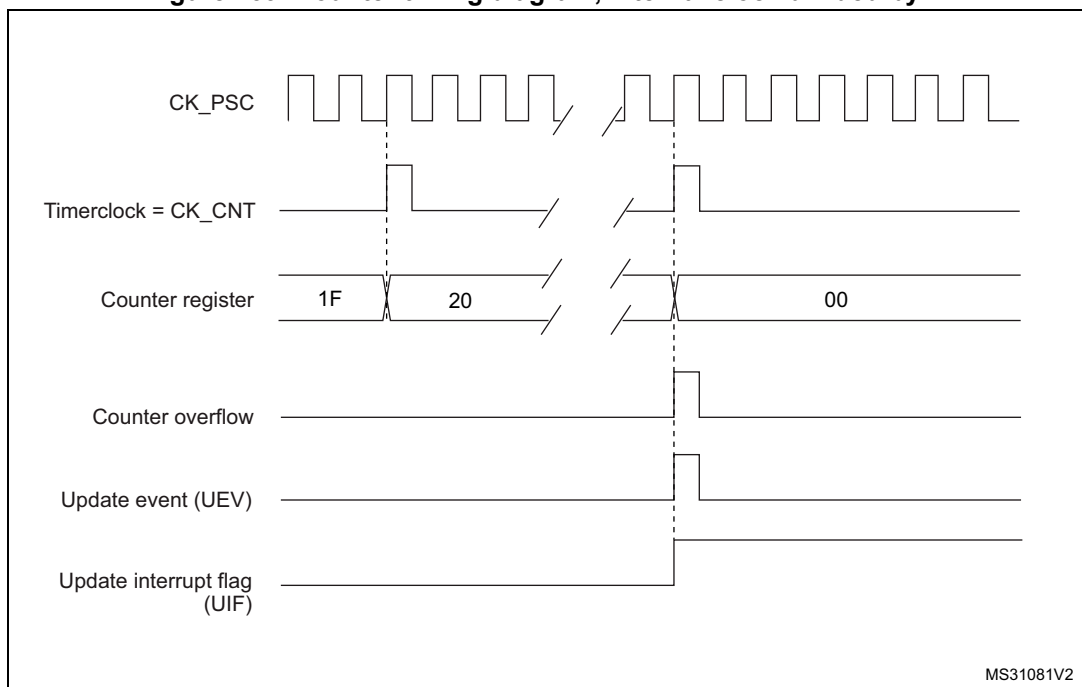 CK_PSC
Timerclock = CK_CNT
Counter register
1F
20
00
Counter overflow
Update event (UEV)
Update interrupt flag
(UIF)
MS31081V2